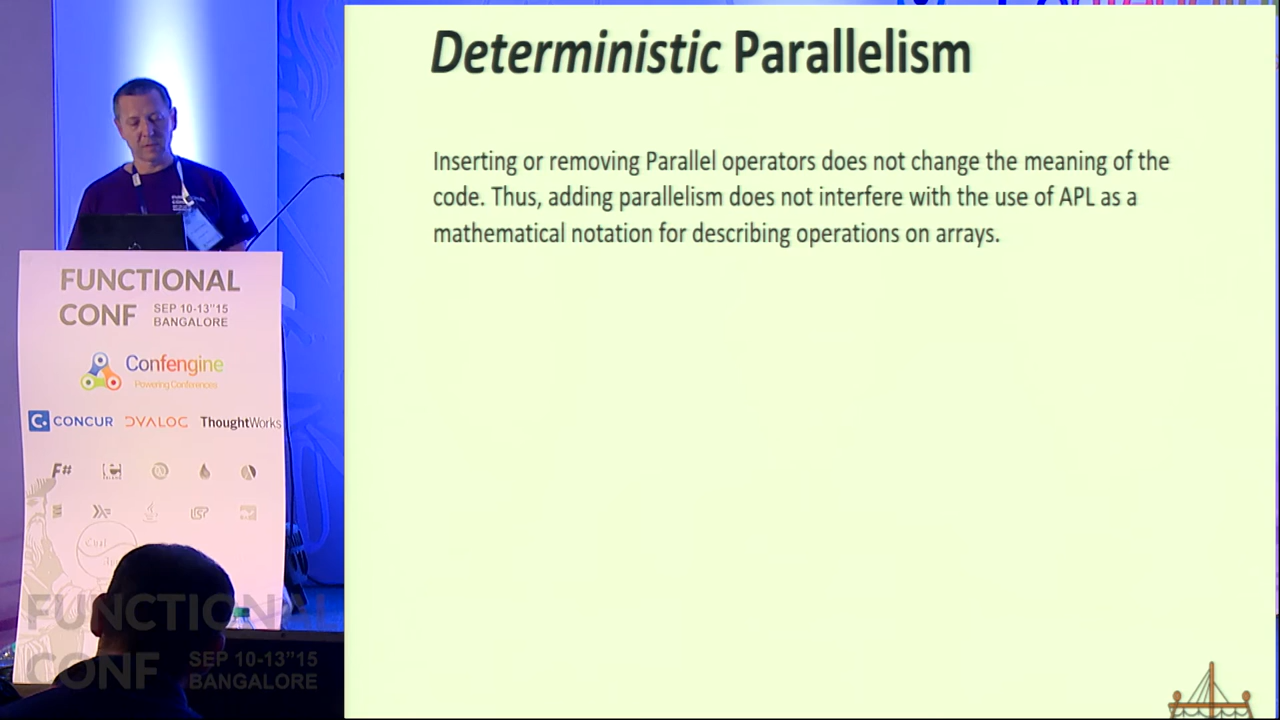 Deterministic Parallelism
Inserting or removing Parallel operators does not change the meaning of the
code. Thus, adding parallelism does not interfere with the use of APL as a
mathematical notation for describing operations on arrays.
FUNCTIONAL
CONF SEP 10-13"15
BANGALORE
Confengine
Powering Conferences
C. CONCUR DYALOC ThoughtWorks
F#
FUNCTIONAL
CONF SEP 10-13"15
BANGALORE